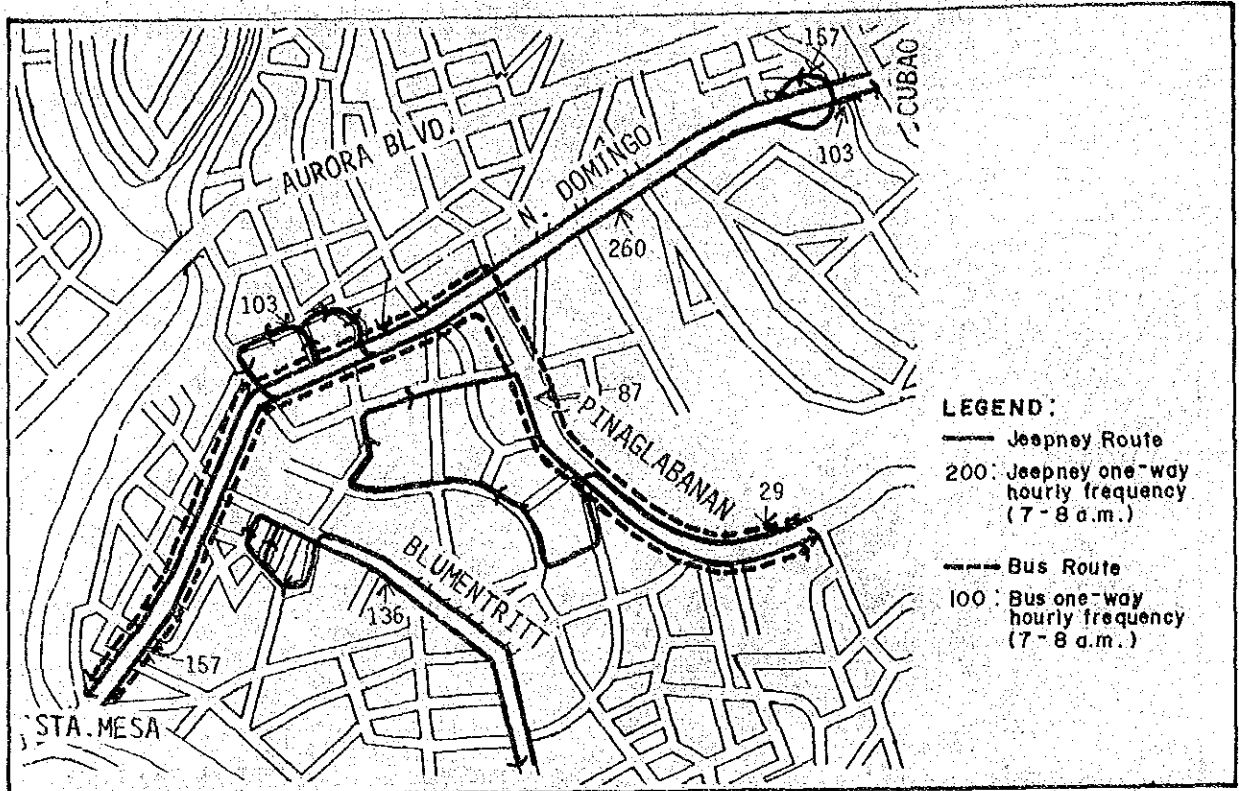 167
CUBAO
AURORA BLVD.
N. DOMINGO
103
260
103
87
PINAGLABANAN
29
BLUMENTRITT
136
157
STA. MESA
LEGEND:
Jeepney Route
200: Jeepney one-way
hourly frequency
(7-8 a.m.)
Bus Route
100: Bus one-way
hourly frequency
(7-8 a.m.)